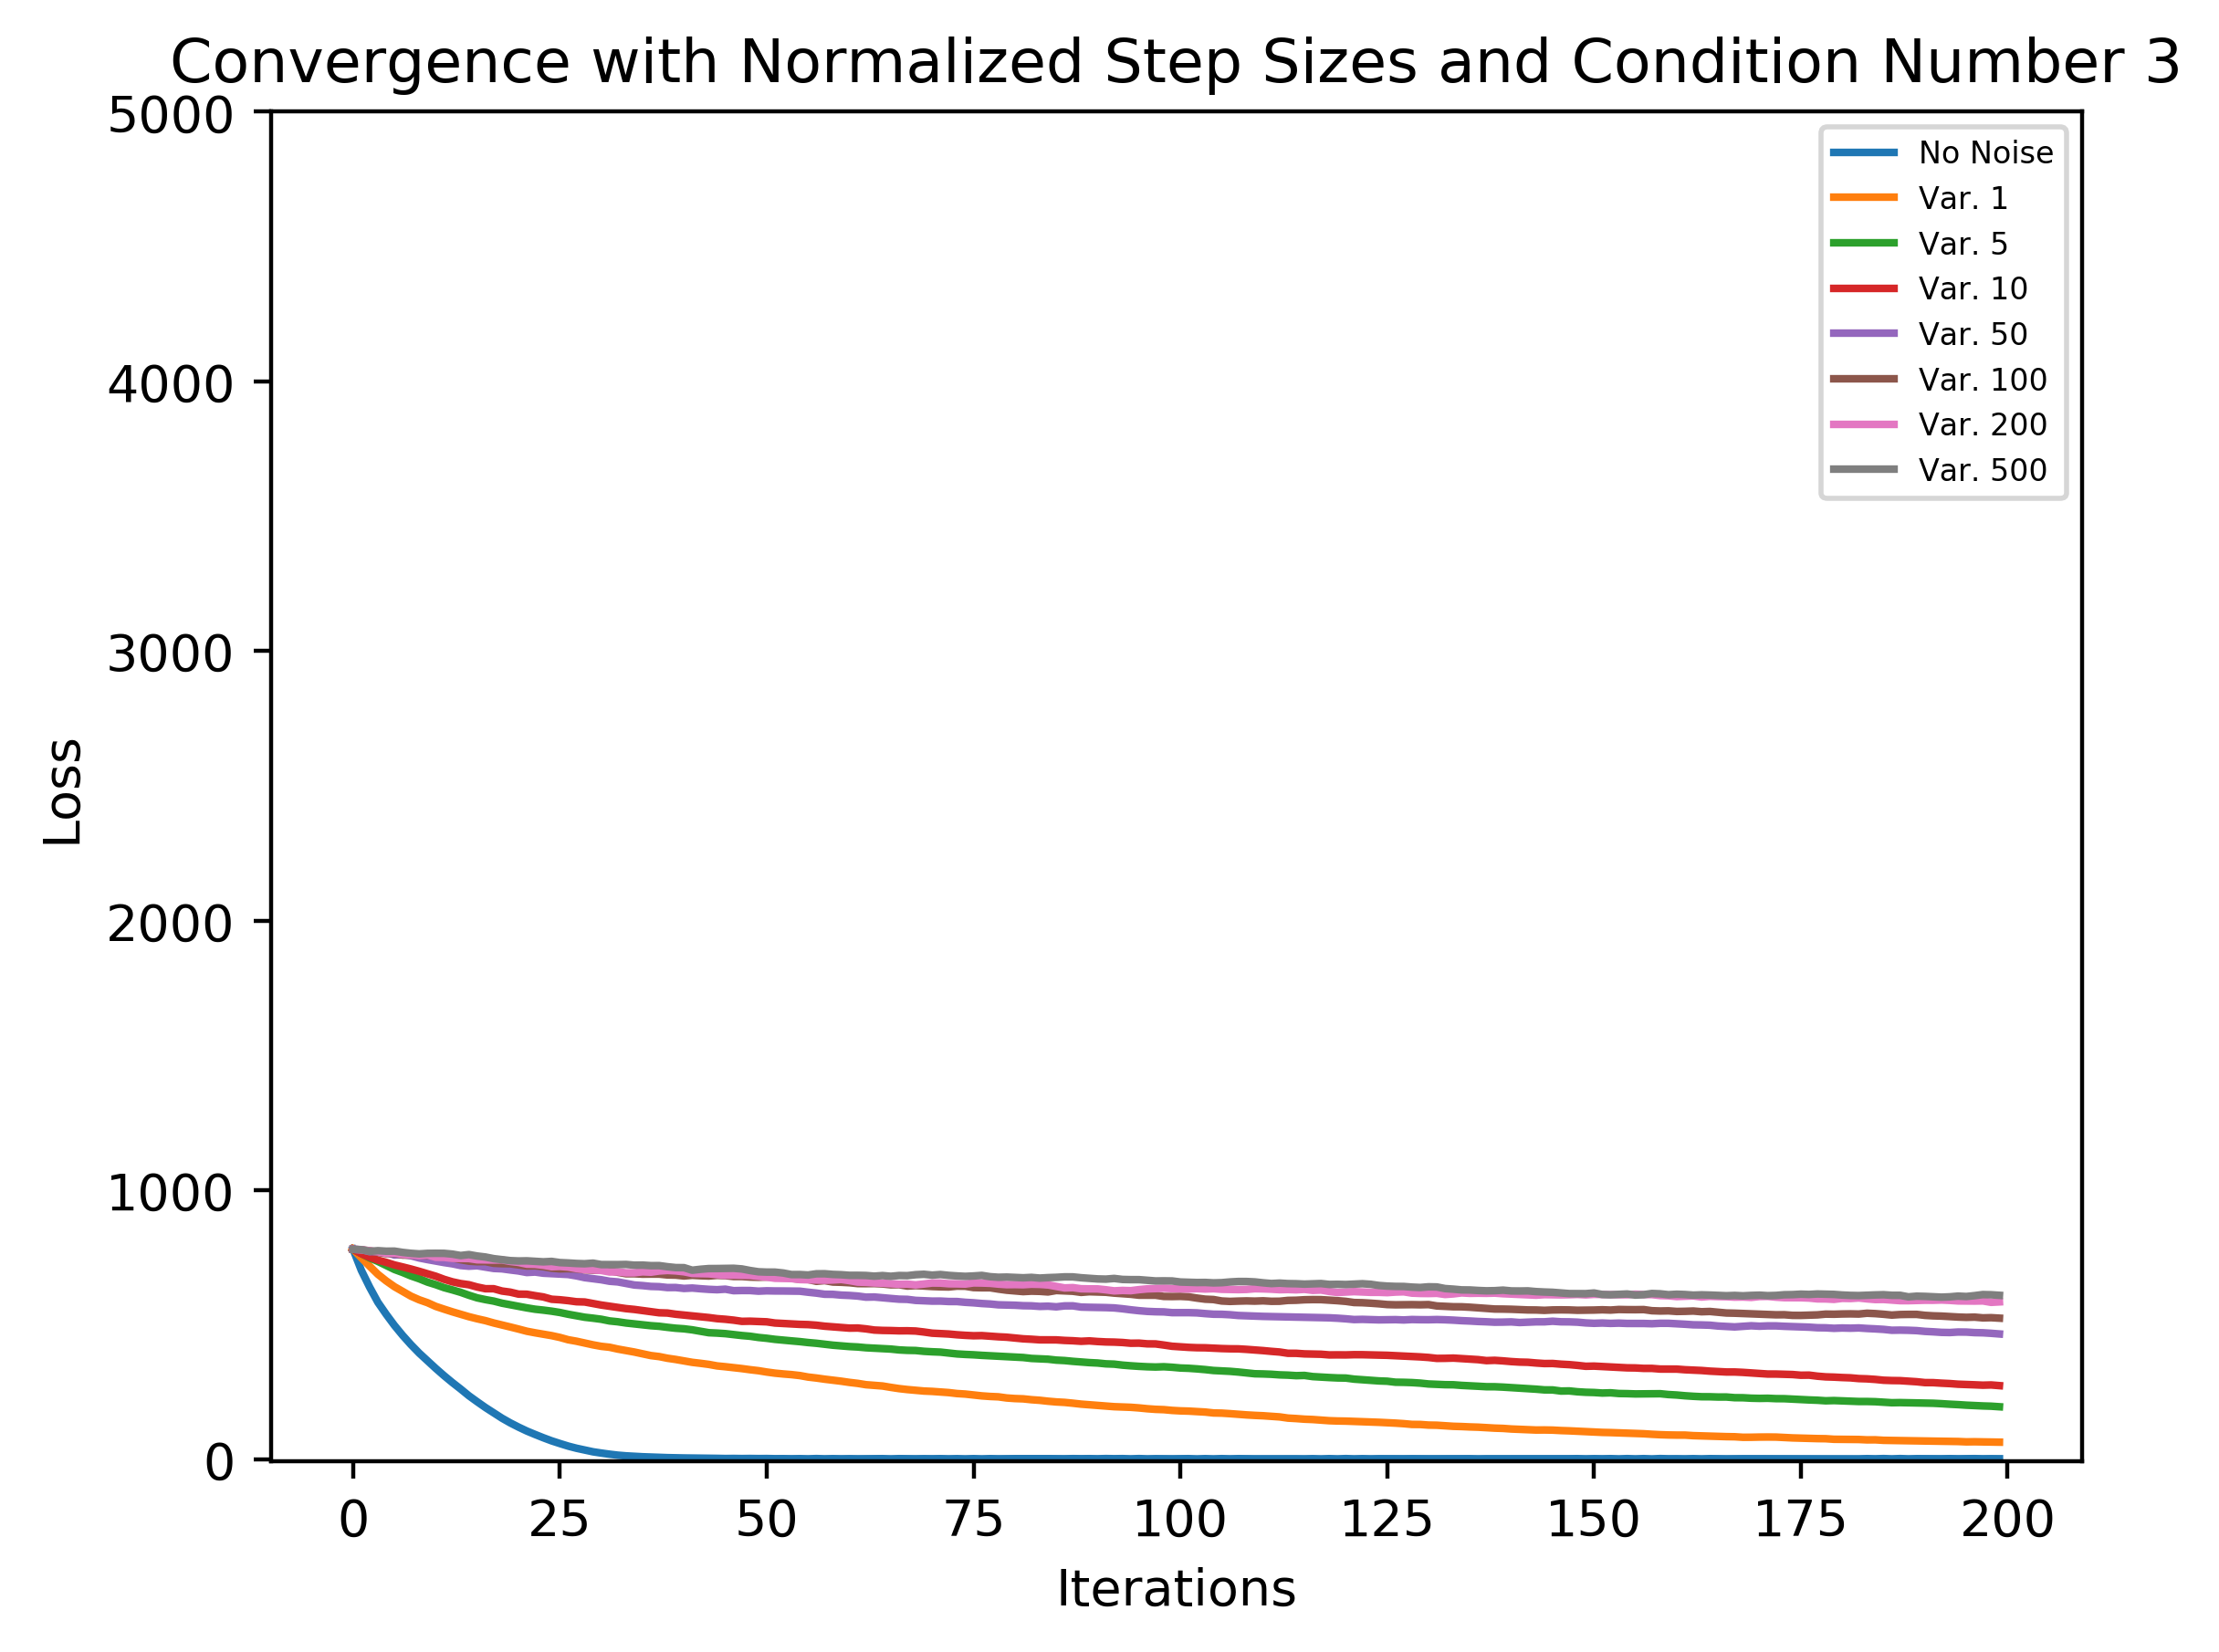 Convergence with Normalized Step Sizes and Condition Number 3
5000
4000
3000
2000
1000
0
Loss
No Noise
Var. 1
Var. 5
Var. 10
Var. 50
Var. 100
Var. 200
Var. 500
0 25 50 75 100 125 150 175 200
Iterations